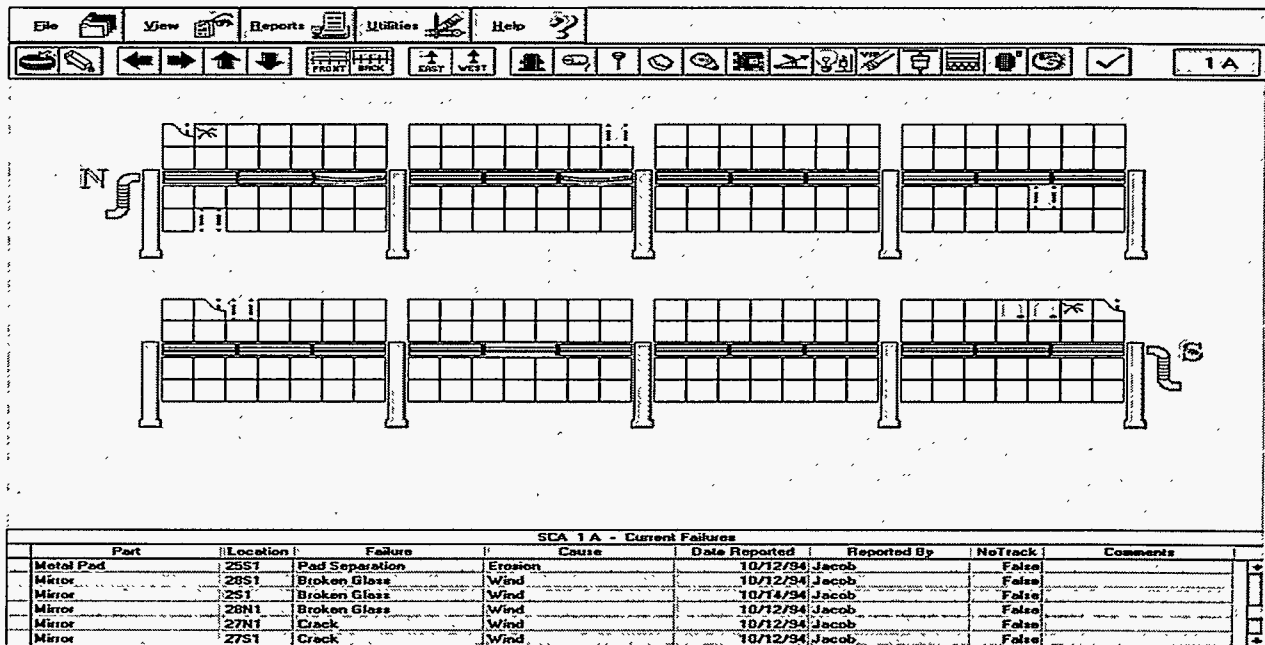 File View Reports Utilities Help
FRONT BACK EAST WEST 1 A
N
S
SCA 1 A - Current Failures
Part Location Failure Cause Date Reported Reported By NoTrack Comments
Metal Pad 25S1 Pad Separation Erosion 10/12/94 Jacob False
Mirror 28S1 Broken Glass Wind 10/12/94 Jacob False
Mirror 2S1 Broken Glass Wind 10/14/94 Jacob False
Mirror 28N1 Broken Glass Wind 10/12/94 Jacob False
Mirror 27N1 Crack Wind 10/12/94 Jacob False
Mirror 27S1 Crack Wind 10/12/94 Jacob False